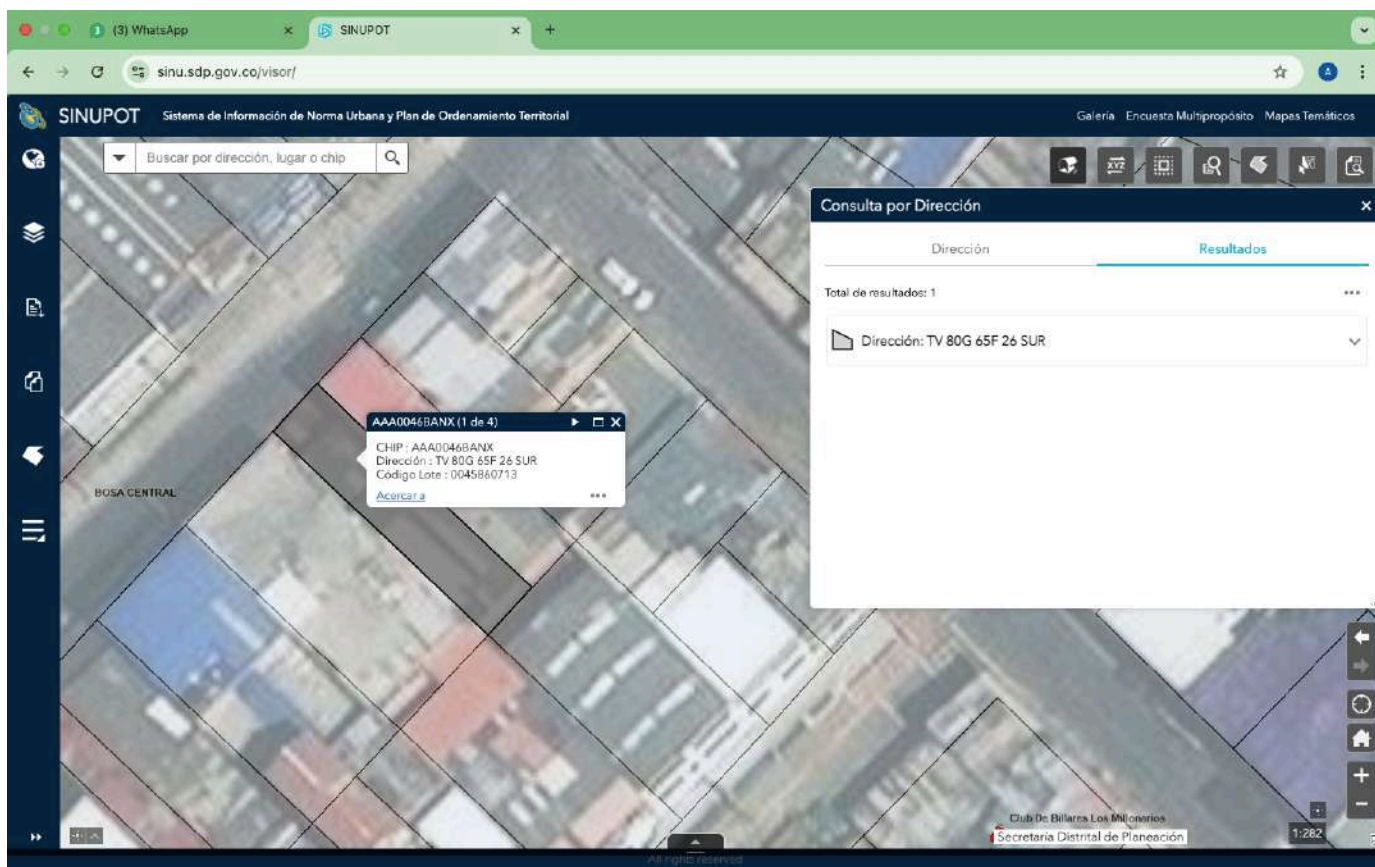 (3) WhatsApp
SINUPOT
sinu.sdp.gov.co/visor/
A
SINUPOT
Sistema de Información de Norma Urbana y Plan de Ordenamiento Territorial
Galería Encuesta Multipropósito Mapas Temáticos
Buscar por dirección, lugar o chip
XYZ
Consulta por Dirección
Dirección
Resultados
Total de resultados: 1
Dirección: TV 80G 65F 26 SUR
AAA0046BANX (1 de 4)
CHIP : AAA0046BANX
Dirección : TV 80G 65F 26 SUR
Código Lote : 0045860713
Acercar a
BOSA CENTRAL
Club De Billares Los Millonarios
Secretaría Distrital de Planeación
1:282
All rights reserved